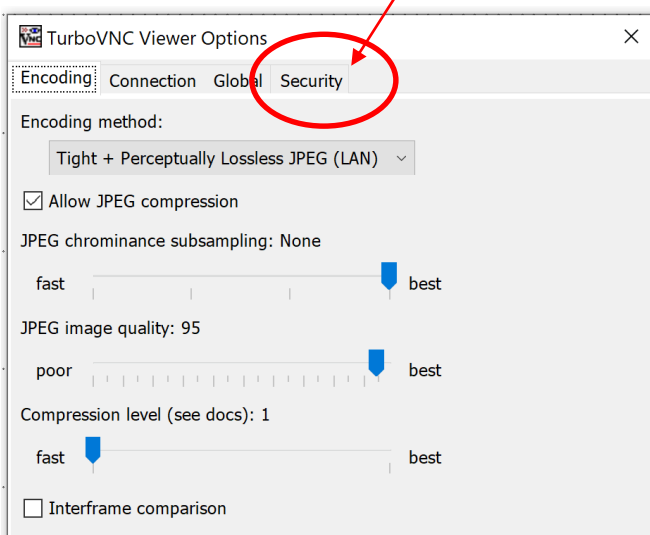 VNC TurboVNC Viewer Options
Encoding Connection Global Security
Encoding method:
Tight + Perceptually Lossless JPEG (LAN)
Allow JPEG compression
JPEG chrominance subsampling: None
fast best
JPEG image quality: 95
poor best
Compression level (see docs): 1
fast best
Interframe comparison